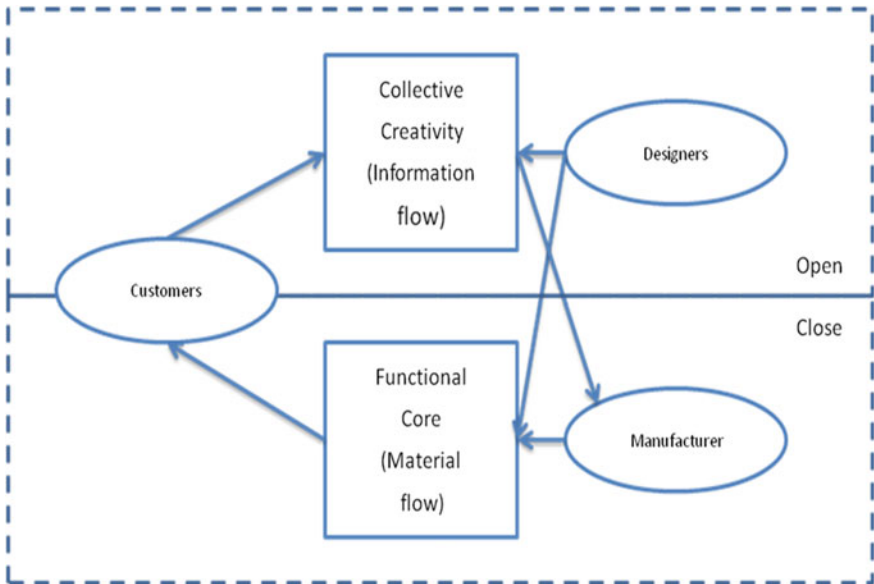 Collective
Creativity
(Information
flow)
Designers
Customers
Open
Close
Functional
Core
(Material
flow)
Manufacturer